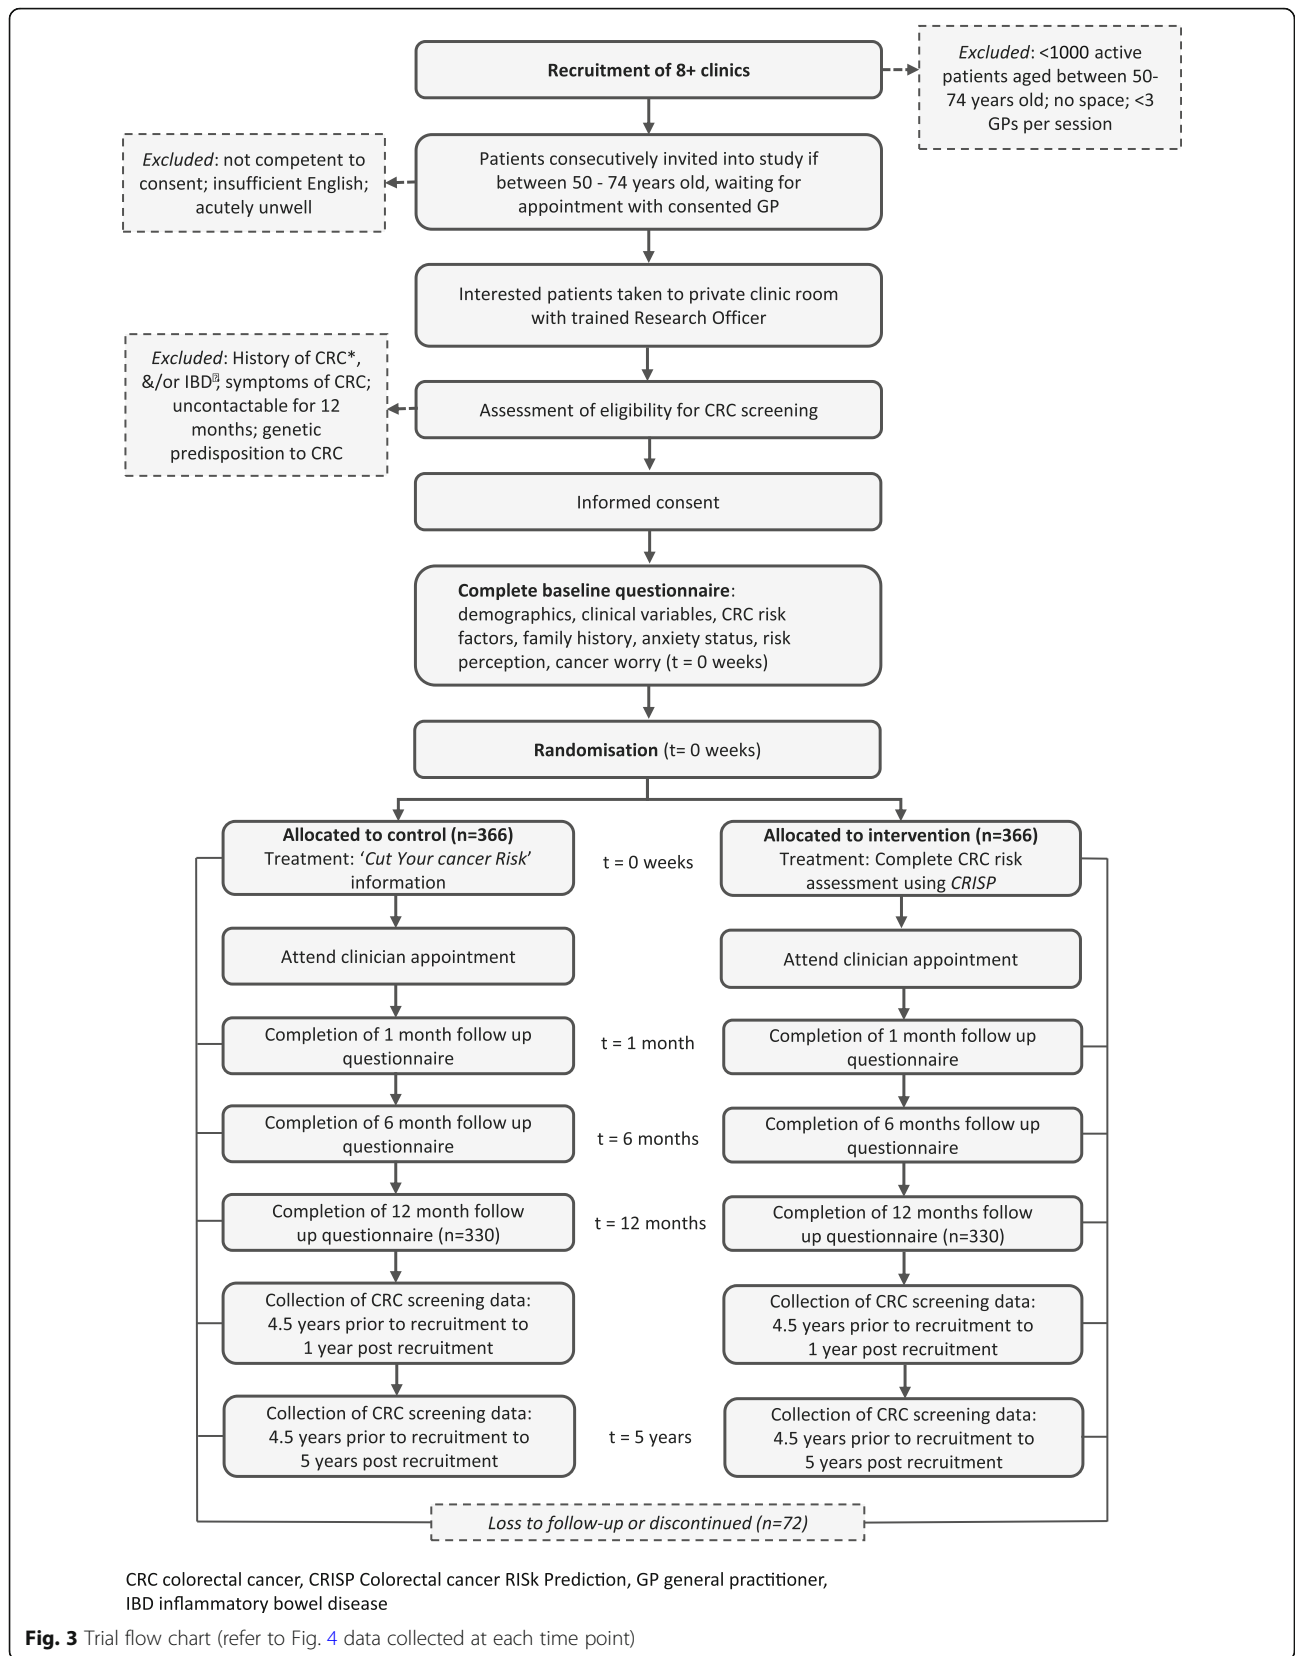 Recruitment of 8+ clinics
Excluded: <1000 active
patients aged between 50-
74 years old; no space; <3
GPs per session
Patients consecutively invited into study if
between 50 - 74 years old, waiting for
appointment with consented GP
Excluded: not competent to
consent; insufficient English;
acutely unwell
Interested patients taken to private clinic room
with trained Research Officer
Assessment of eligibility for CRC screening
Excluded: History of CRC*,
&/or IBD; symptoms of CRC;
uncontactable for 12
months; genetic
predisposition to CRC
Informed consent
Complete baseline questionnaire:
demographics, clinical variables, CRC risk
factors, family history, anxiety status, risk
perception, cancer worry (t = 0 weeks)
Randomisation (t= 0 weeks)
Allocated to control (n=366)
Treatment: ‘Cut Your cancer Risk’
information
t = 0 weeks
Allocated to intervention (n=366)
Treatment: Complete CRC risk
assessment using CRISP
Attend clinician appointment
Attend clinician appointment
Completion of 1 month follow up
questionnaire
t = 1 month
Completion of 1 month follow up
questionnaire
Completion of 6 month follow up
questionnaire
t = 6 months
Completion of 6 months follow up
questionnaire
Completion of 12 month follow
up questionnaire (n=330)
t = 12 months
Completion of 12 months follow
up questionnaire (n=330)
Collection of CRC screening data:
4.5 years prior to recruitment to
1 year post recruitment
Collection of CRC screening data:
4.5 years prior to recruitment to
1 year post recruitment
Collection of CRC screening data:
4.5 years prior to recruitment to
5 years post recruitment
t = 5 years
Collection of CRC screening data:
4.5 years prior to recruitment to
5 years post recruitment
Loss to follow-up or discontinued (n=72)
CRC colorectal cancer, CRISP Colorectal cancer RISk Prediction, GP general practitioner,
IBD inflammatory bowel disease
Fig. 3 Trial flow chart (refer to Fig. 4 data collected at each time point)